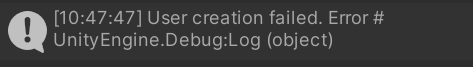 [10:47:47] User creation failed. Error #
UnityEngine.Debug:Log (object)